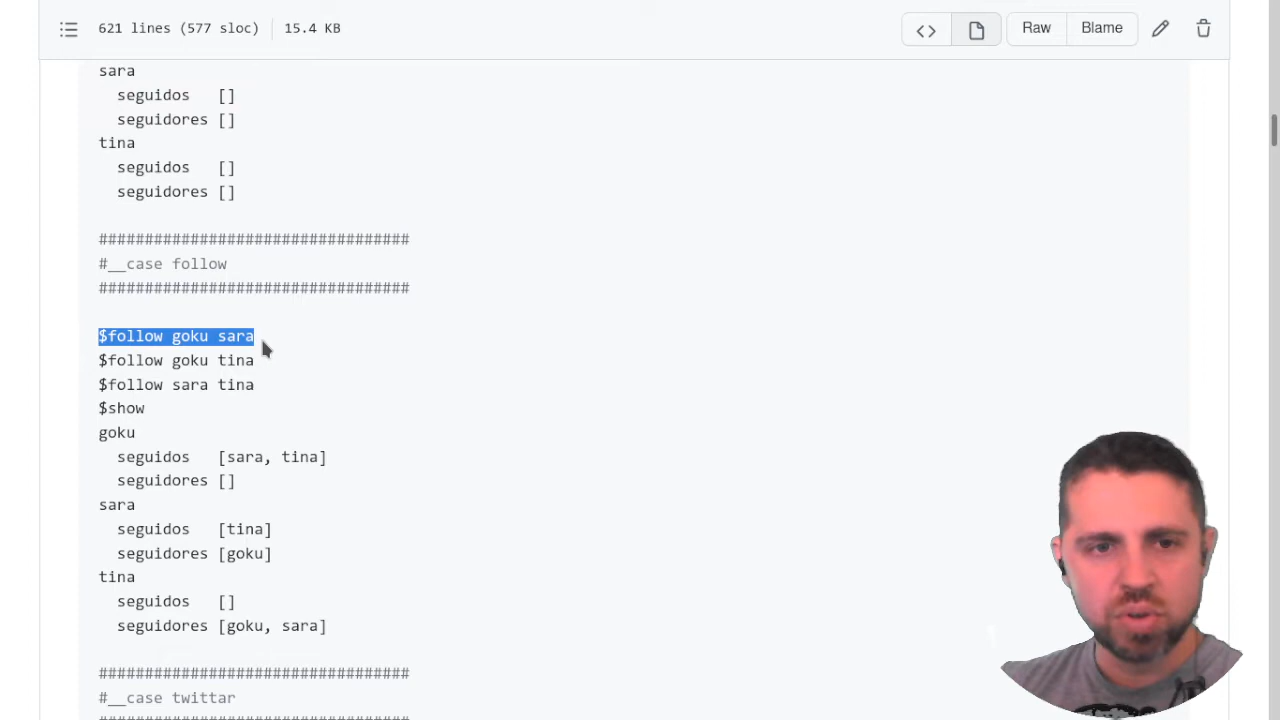 621 lines (577 sloc) 15.4 KB Raw Blame
sara
seguidos []
seguidores []
tina
seguidos []
seguidores []
##################################
#__case follow
##################################
$follow goku sara
$follow goku tina
$follow sara tina
$show
goku
seguidos [sara, tina]
seguidores []
sara
seguidos [tina]
seguidores [goku]
tina
seguidos []
seguidores [goku, sara]
##################################
#__case twittar
##################################